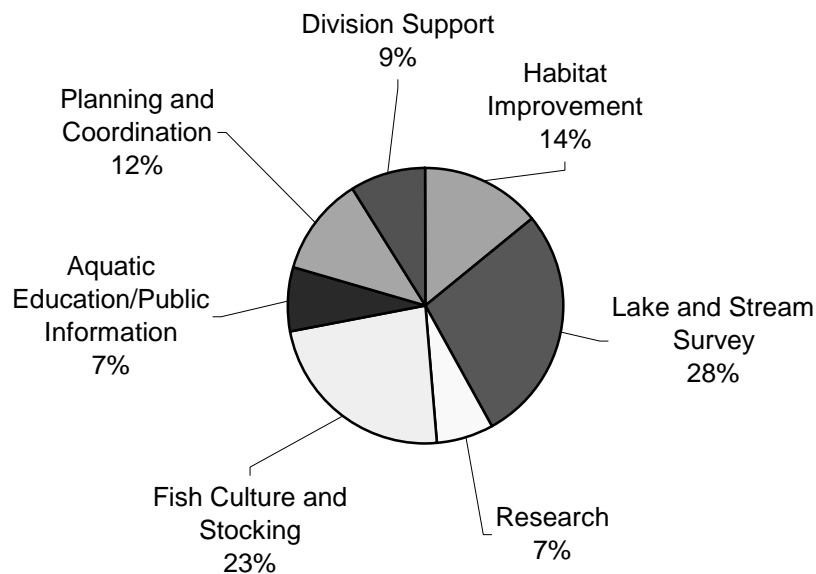 Division Support
9%
Habitat
Improvement
14%
Planning and
Coordination
12%
Aquatic
Education/Public
Information
7%
Lake and Stream
Survey
28%
Fish Culture and
Stocking
23%
Research
7%